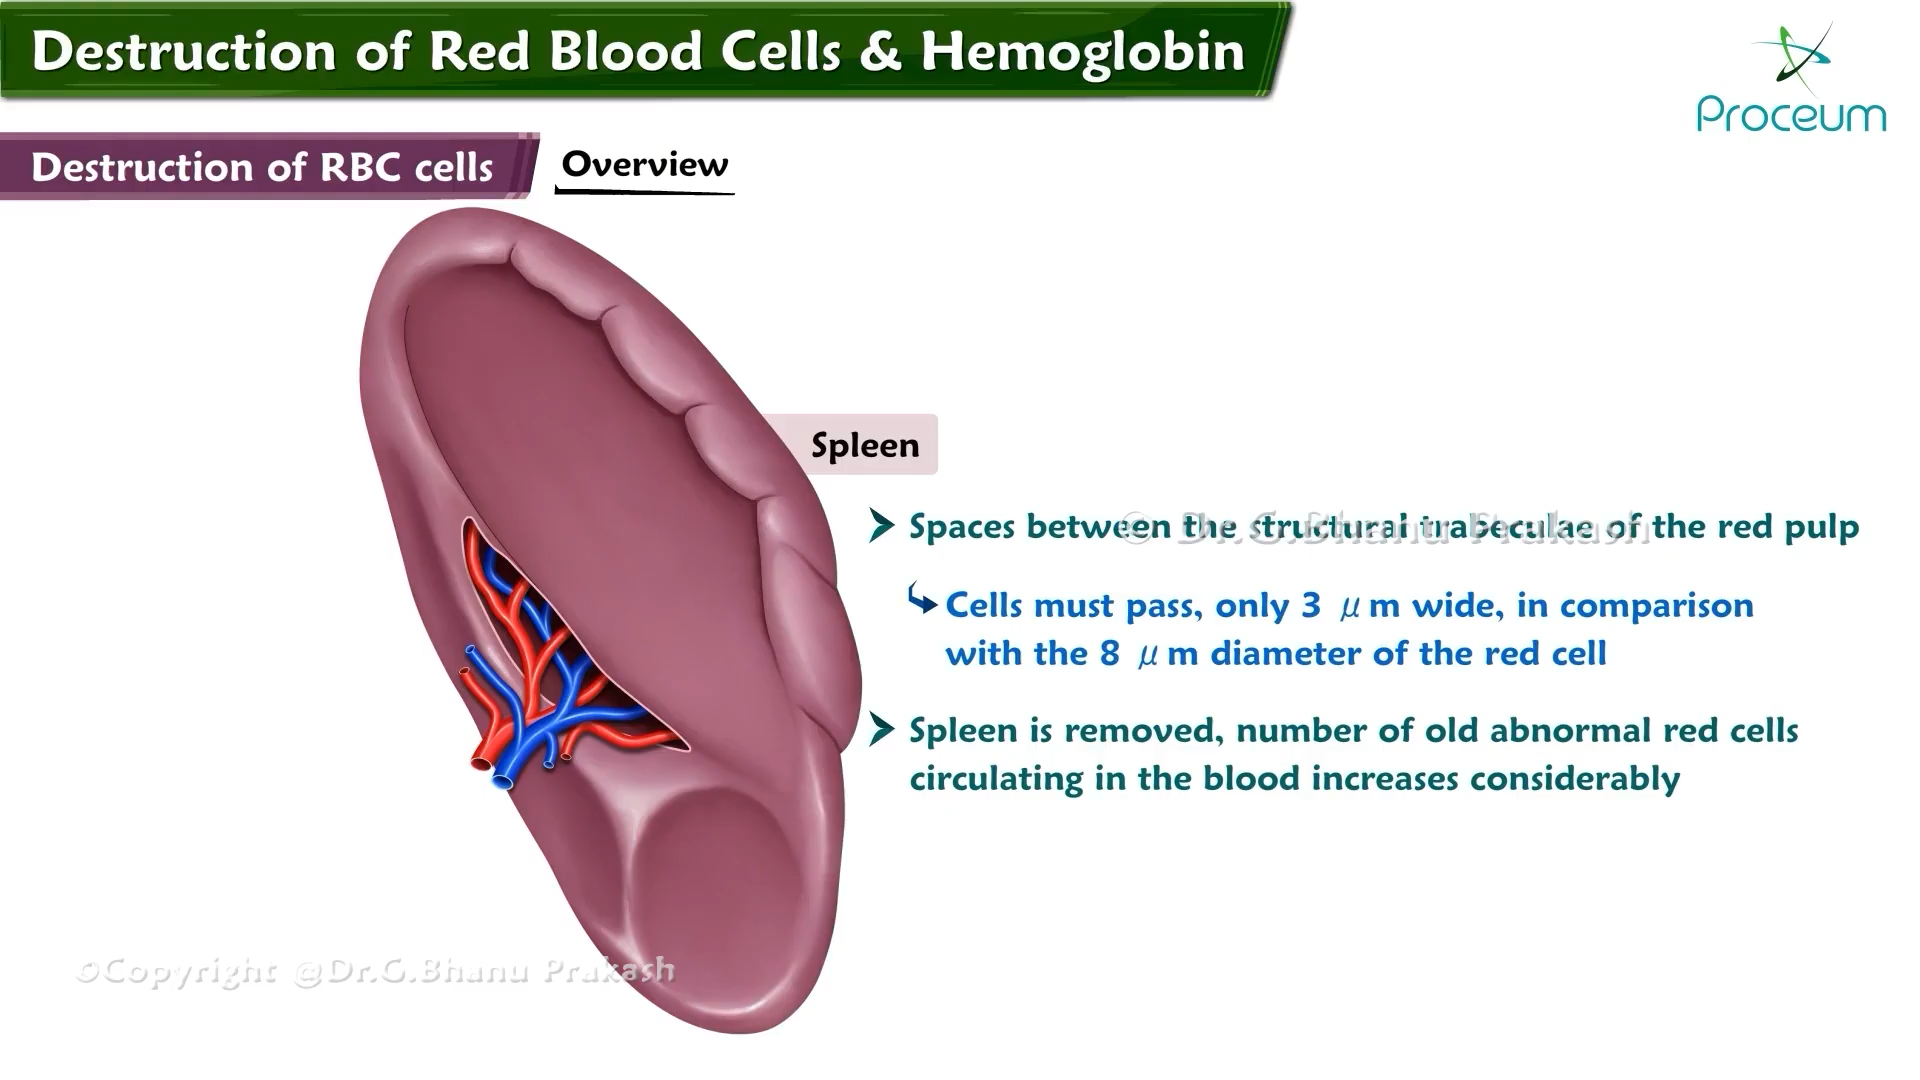 Destruction of Red Blood Cells & Hemoglobin
Proceum
Destruction of RBC cells
Overview
Spleen
Spaces between the structural trabeculae of the red pulp
© Dr.G.Bhanu Prakash
Cells must pass, only 3 μm wide, in comparison
with the 8 μm diameter of the red cell
Spleen is removed, number of old abnormal red cells
circulating in the blood increases considerably
©Copyright @Dr.G.Bhanu Prakash